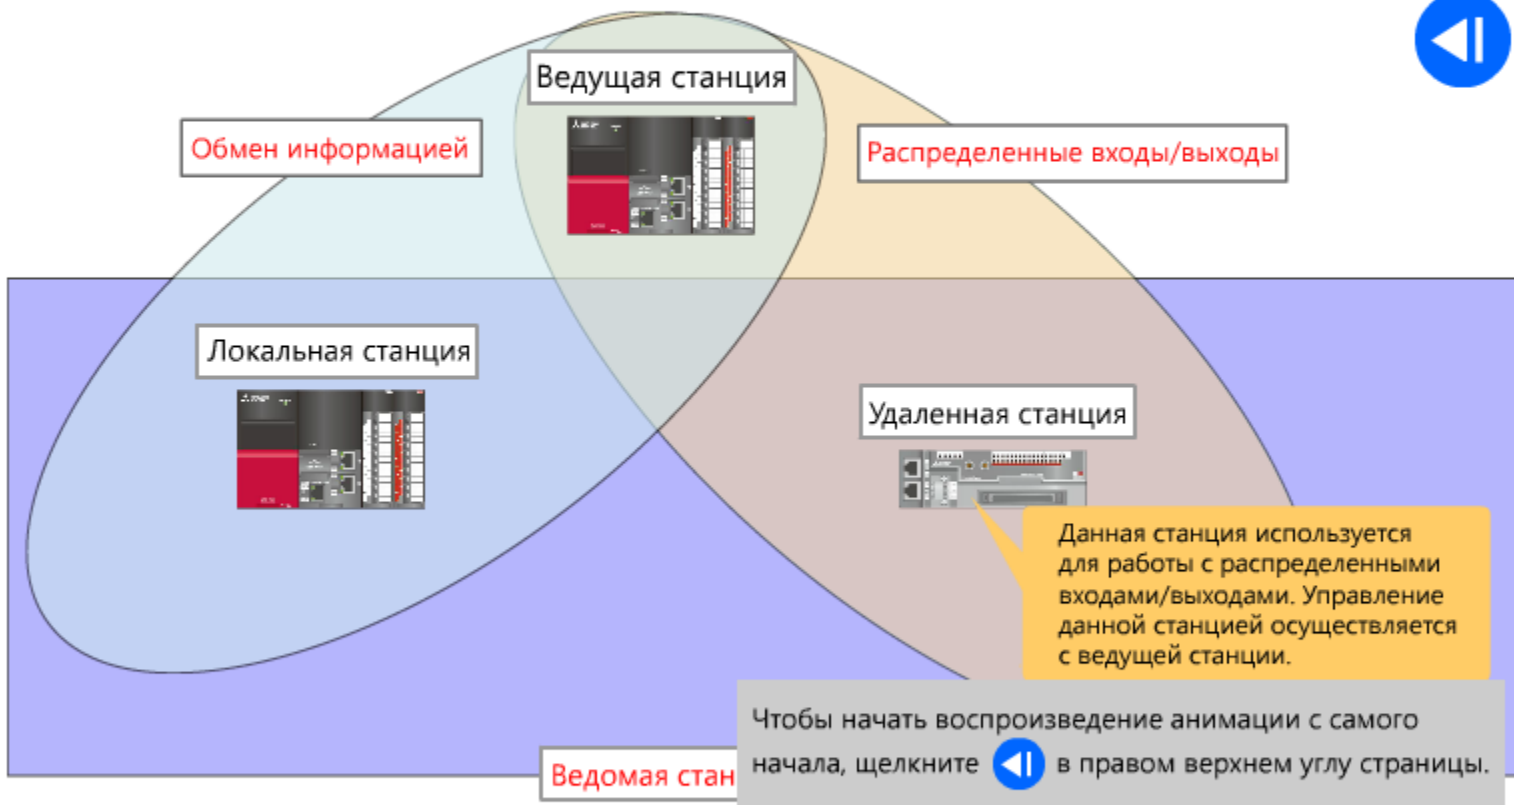 Ведущая станция
Обмен информацией
Распределенные входы/выходы
Локальная станция
Удаленная станция
Данная станция используется
для работы с распределенными
входами/выходами. Управление
данной станцией осуществляется
с ведущей станции.
Чтобы начать воспроизведение анимации с самого
начала, щелкните в правом верхнем углу страницы.
Ведомая стан